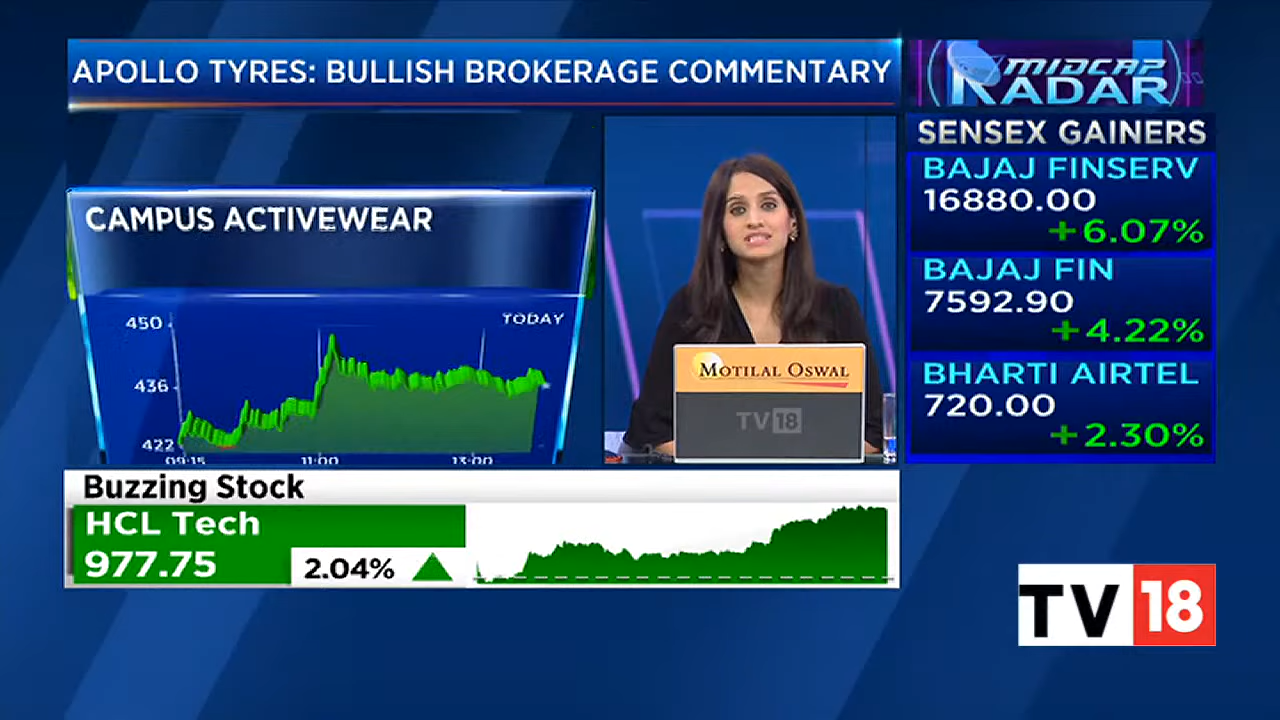 APOLLO TYRES: BULLISH BROKERAGE COMMENTARY
MIDCAP
RADAR
SENSEX GAINERS
BAJAJ FINSERV
16880.00
+6.07%
BAJAJ FIN
7592.90
+4.22%
BHARTI AIRTEL
720.00
+2.30%
CAMPUS ACTIVEWEAR
TODAY
450
436
422
09:15 11:00 13:00
MOTILAL OSWAL
TV18
Buzzing Stock
HCL Tech
977.75
2.04%
TV18